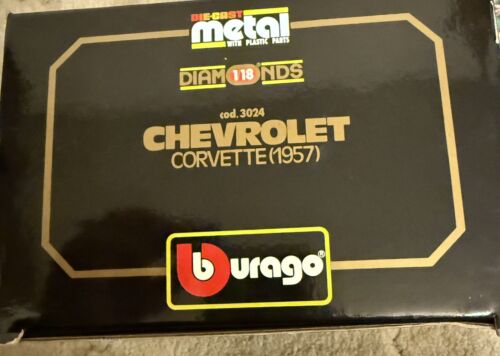 DIE-CAST
metal
WITH PLASTIC PARTS
DIAM 1/18 NDS
cod. 3024
CHEVROLET
CORVETTE (1957)
burago®